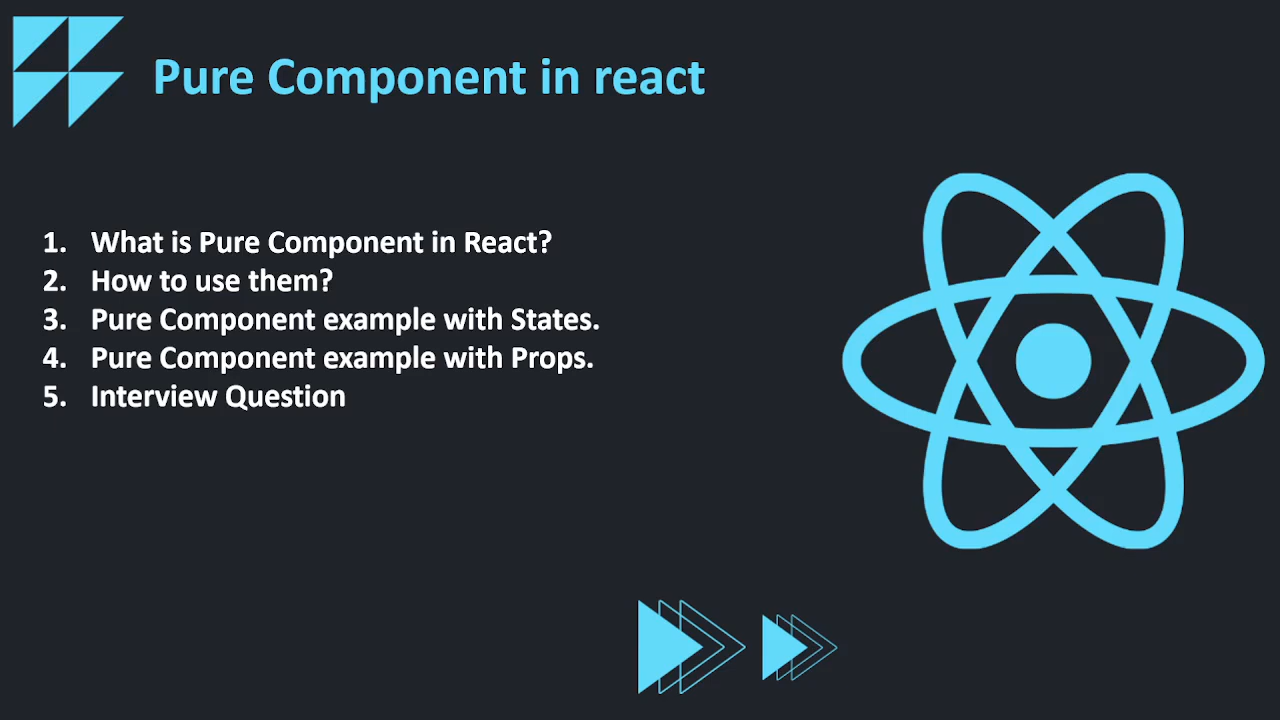 Pure Component in react
1. What is Pure Component in React?
2. How to use them?
3. Pure Component example with States.
4. Pure Component example with Props.
5. Interview Question